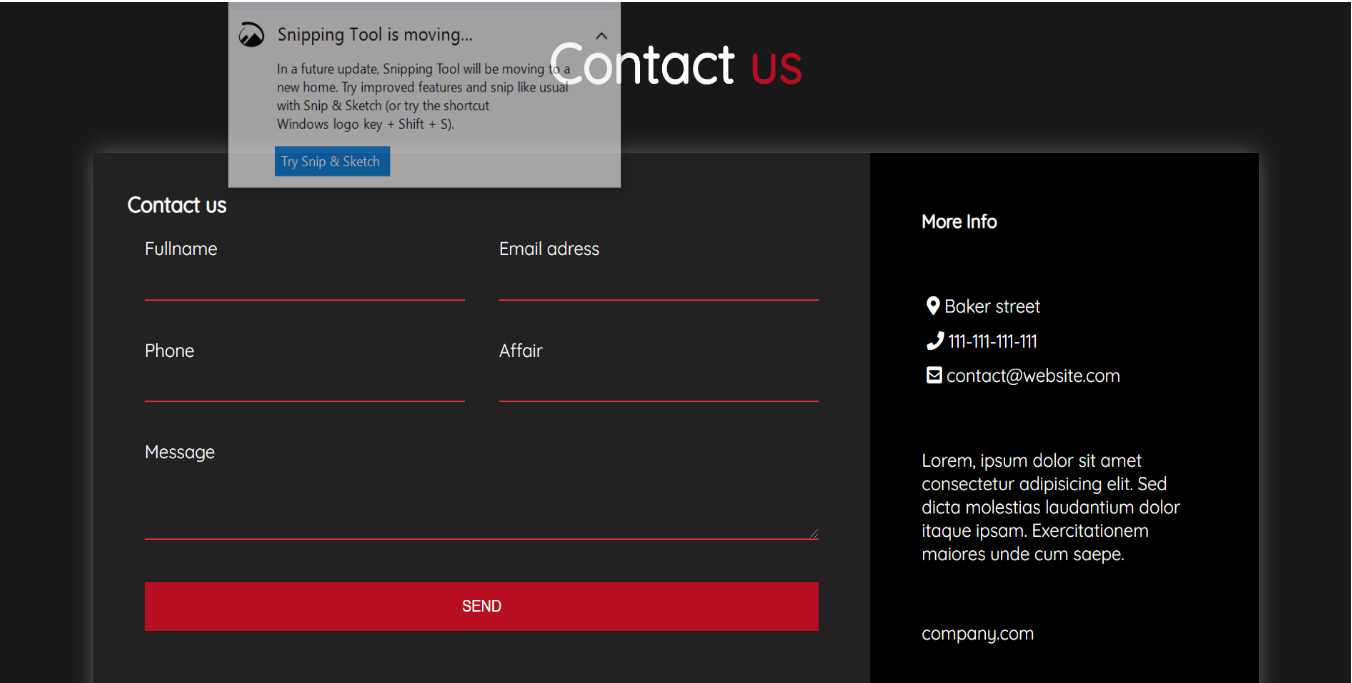 Snipping Tool is moving...
In a future update, Snipping Tool will be moving to a
new home. Try improved features and snip like usual
with Snip & Sketch (or try the shortcut
Windows logo key + Shift + S).
Try Snip & Sketch
Contact us
Contact us
Fullname
Email adress
Phone
Affair
Message
SEND
More Info
Baker street
111-111-111-111
contact@website.com
Lorem, ipsum dolor sit amet
consectetur adipisicing elit. Sed
dicta molestias laudantium dolor
itaque ipsam. Exercitationem
maiores unde cum saepe.
company.com